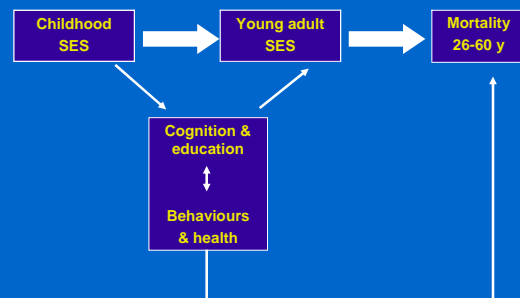 Childhood
SES
Young adult
SES
Mortality
26-60 y
Cognition &
education
Behaviours
& health